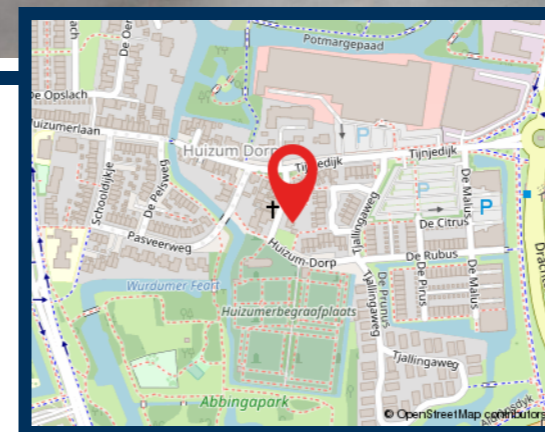 Potmargepaad
De Opslach
Huizumerlaan
Huizum Dorp
Tijnjedijk
Tijnjedijk
P
De Malus
Schooldijkje
De Pelsweg
P
P
Tjallingaweg
De Citrus
Pasveerweg
Huizum-Dorp
De Rubus
Wurdumer Feart
De Prunus
De Pirus
De Malus
Tjallingaweg
Huizumerbegraafplaats
Tjallingaweg
Abbingapark
© OpenStreetMap contributors